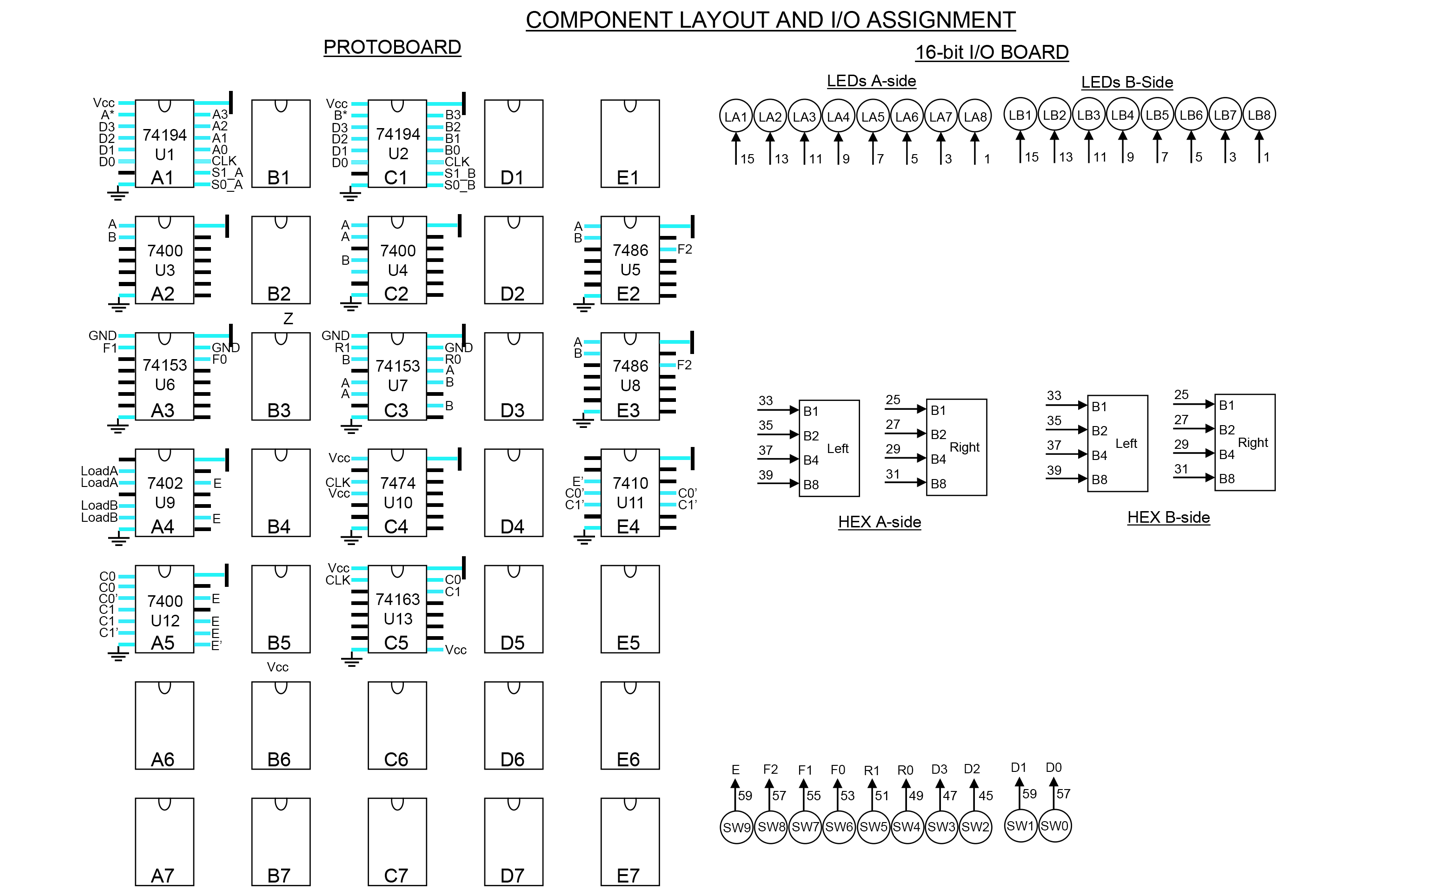 COMPONENT LAYOUT AND I/O ASSIGNMENT
PROTOBOARD
16-bit I/O BOARD
LEDs A-side
LEDs B-Side
LA1 LA2 LA3 LA4 LA5 LA6 LA7 LA8
15 13 11 9 7 5 3 1
LB1 LB2 LB3 LB4 LB5 LB6 LB7 LB8
15 13 11 9 7 5 3 1
Vcc
A*
D3
D2
D1
D0
74194
U1
A1
A3
A2
A1
A0
CLK
S1_A
S0_A
B1
Vcc
B*
D3
D2
D1
D0
74194
U2
C1
B3
B2
B1
B0
CLK
S1_B
S0_B
D1
E1
A
B
7400
U3
A2
B2
Z
A
A
B
7400
U4
C2
D2
A
B
7486
U5
E2
F2
GND
F1
74153
U6
A3
GND
F0
B3
GND
R1
B
A
A
74153
U7
C3
GND
R0
A
B
B
D3
A
B
7486
U8
E3
F2
LoadA
LoadA
LoadB
LoadB
7402
U9
A4
E
E
B4
Vcc
CLK
Vcc
7474
U10
C4
D4
E'
C0'
C1'
7410
U11
E4
C0'
C1'
C0
C0
C0'
C1
C1
C1'
7400
U12
A5
E
E
E
E'
B5
Vcc
Vcc
CLK
74163
U13
C5
C0
C1
Vcc
D5
E5
A6 B6 C6 D6 E6
A7 B7 C7 D7 E7
33 B1
35 B2
37 B4
39 B8
Left
25 B1
27 B2
29 B4
31 B8
Right
HEX A-side
33 B1
35 B2
37 B4
39 B8
Left
25 B1
27 B2
29 B4
31 B8
Right
HEX B-side
E F2 F1 F0 R1 R0 D3 D2 D1 D0
59 57 55 53 51 49 47 45 59 57
SW9 SW8 SW7 SW6 SW5 SW4 SW3 SW2 SW1 SW0